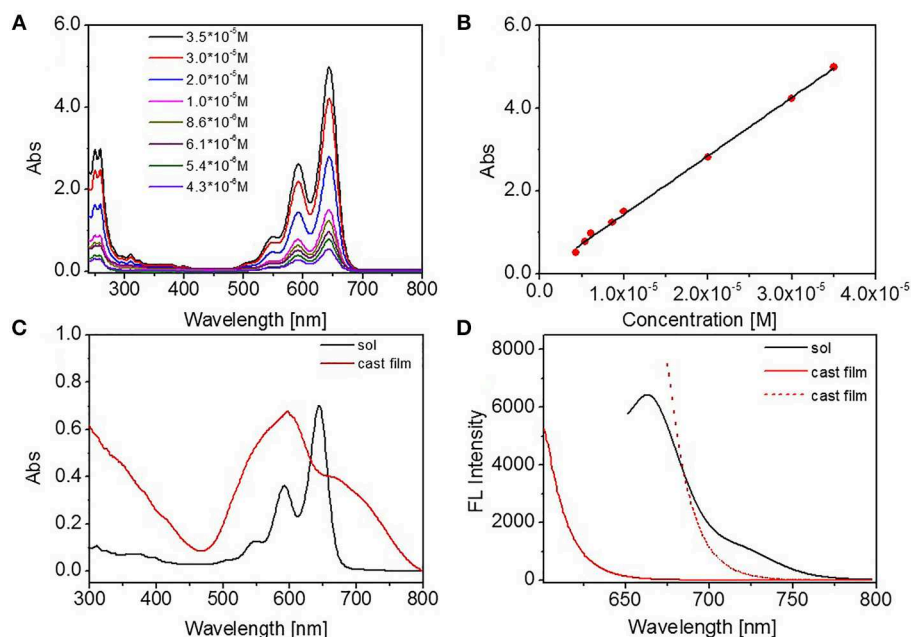 A
6.0
4.0
2.0
0.0
Abs
3.5*10⁻⁵M
3.0*10⁻⁵M
2.0*10⁻⁵M
1.0*10⁻⁵M
8.6*10⁻⁶M
6.1*10⁻⁶M
5.4*10⁻⁶M
4.3*10⁻⁶M
300 400 500 600 700 800
Wavelength [nm]
B
6.0
4.0
2.0
0.0
Abs
0.0 1.0x10⁻⁵ 2.0x10⁻⁵ 3.0x10⁻⁵ 4.0x10⁻⁵
Concentration [M]
C
1.0
0.8
0.6
0.4
0.2
0.0
Abs
sol
cast film
300 400 500 600 700 800
Wavelength [nm]
D
8000
6000
4000
2000
0
FL Intensity
sol
cast film
cast film
650 700 750 800
Wavelength [nm]